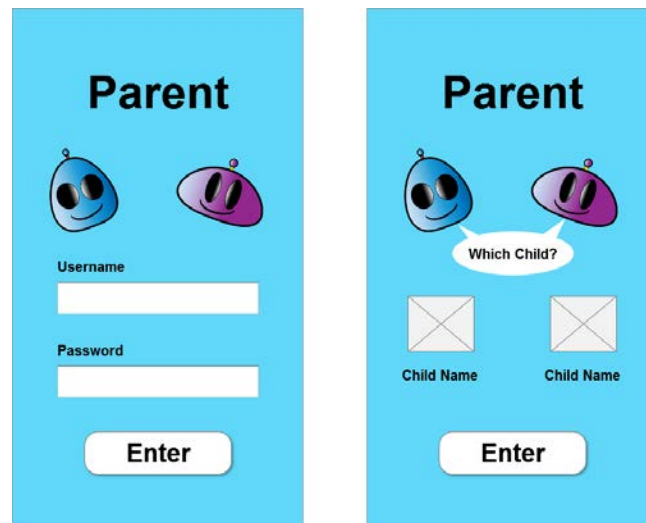 Parent
Username
Password
Enter
Parent
Which Child?
Child Name
Child Name
Enter